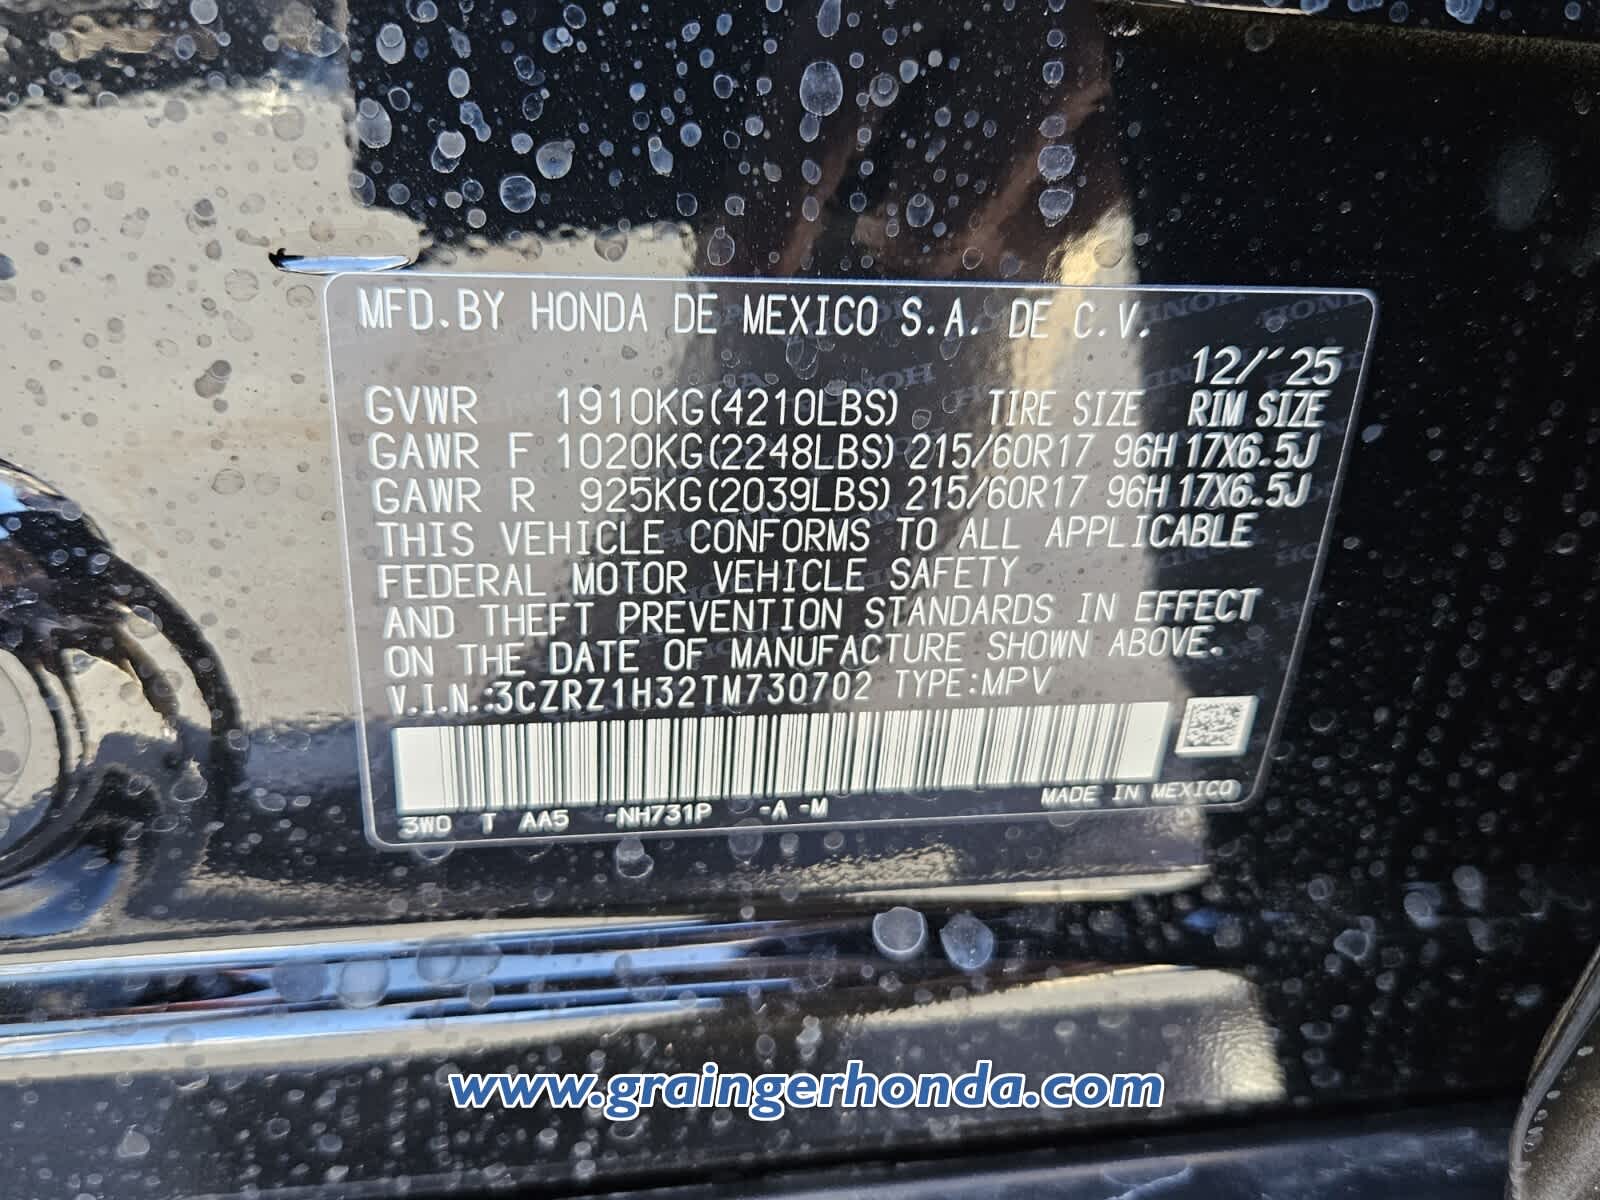 MFD.BY HONDA DE MEXICO S.A. DE C.V.
12/'25
GVWR 1910KG(4210LBS) TIRE SIZE RIM SIZE
GAWR F 1020KG(2248LBS) 215/60R17 96H 17X6.5J
GAWR R 925KG(2039LBS) 215/60R17 96H 17X6.5J
THIS VEHICLE CONFORMS TO ALL APPLICABLE
FEDERAL MOTOR VEHICLE SAFETY
AND THEFT PREVENTION STANDARDS IN EFFECT
ON THE DATE OF MANUFACTURE SHOWN ABOVE.
V.I.N.:3CZRZ1H32TM730702 TYPE:MPV
3W0 T AA5 -NH731P -A -M MADE IN MEXICO
www.graingerhonda.com